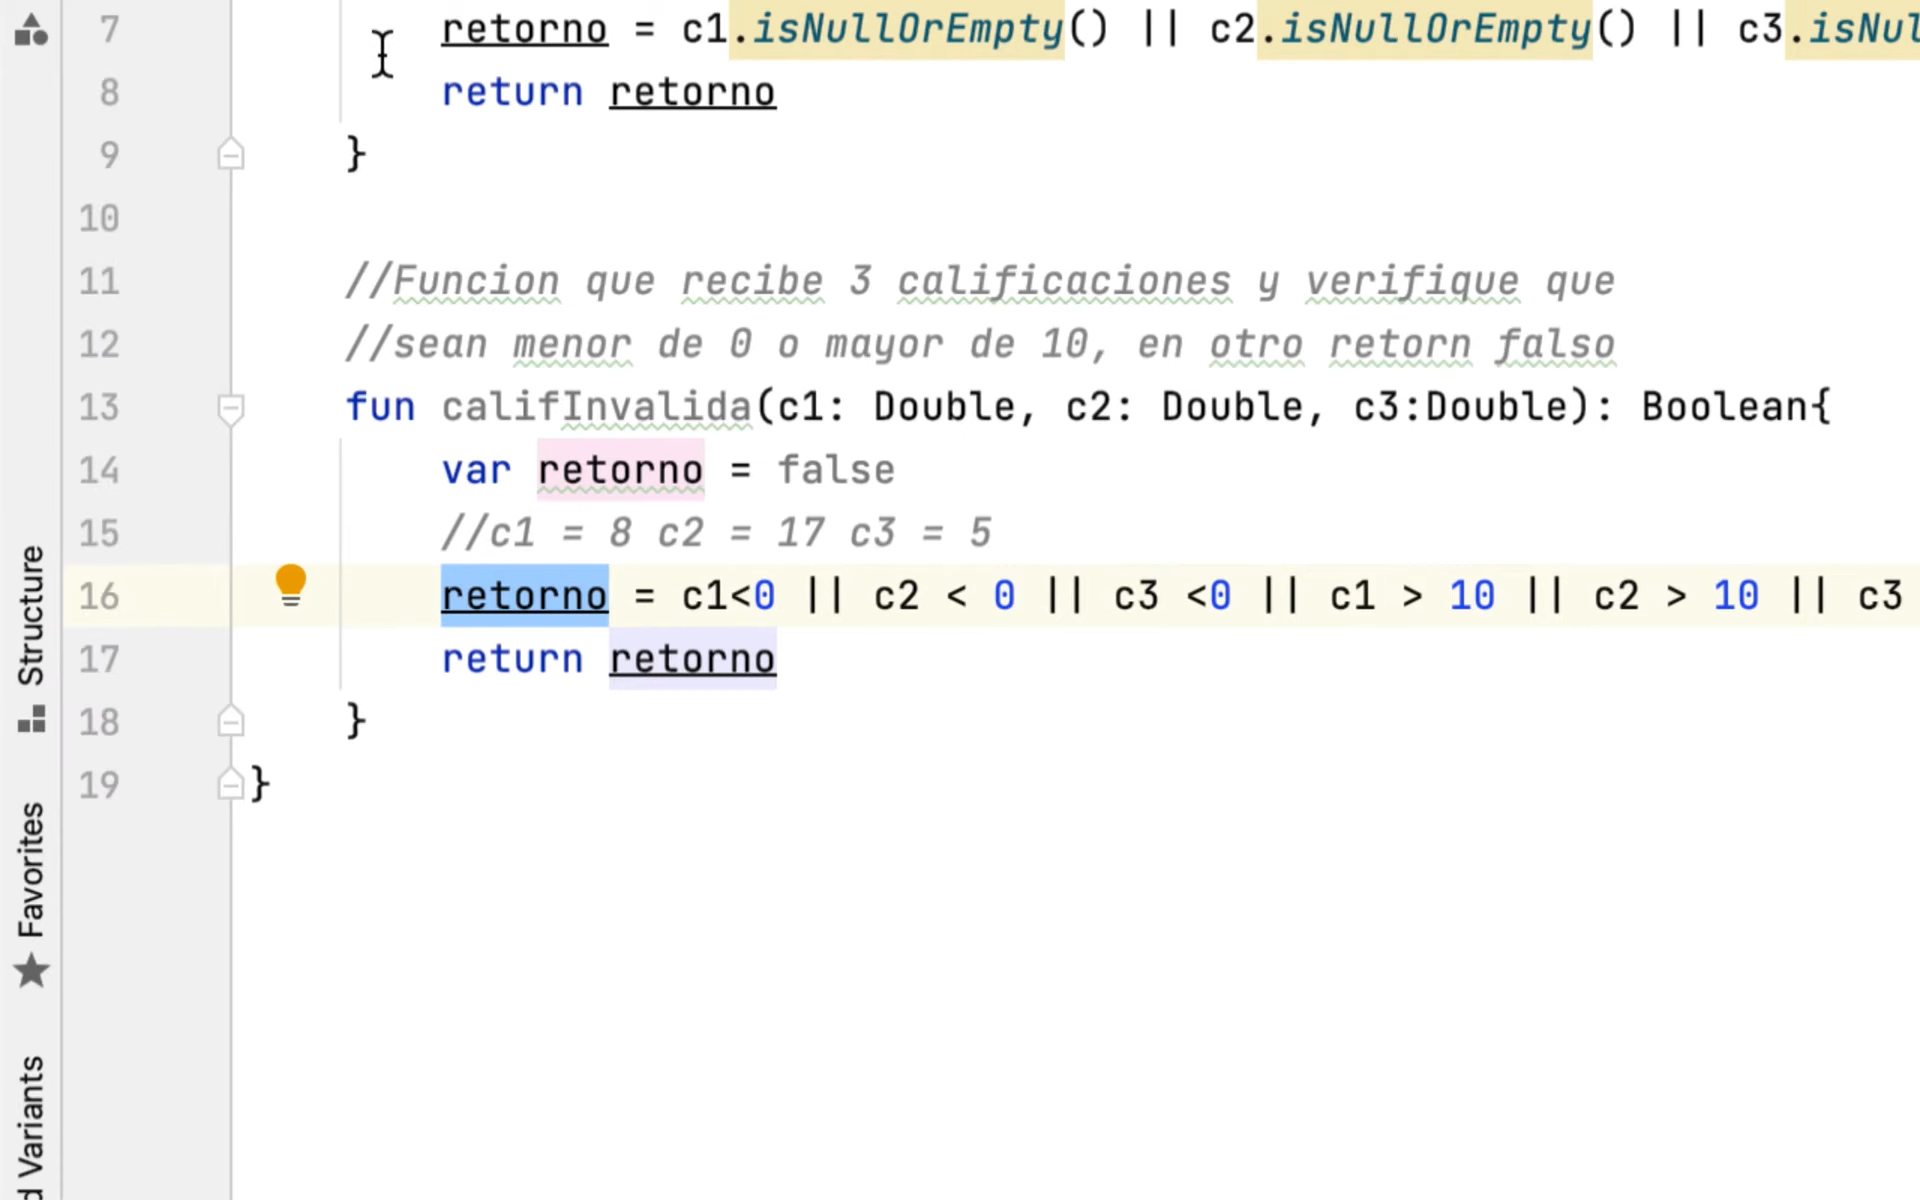 7 retorno = c1.isNullOrEmpty() || c2.isNullOrEmpty() || c3.isNul
8 return retorno
9 }
10
11 //Funcion que recibe 3 calificaciones y verifique que
12 //sean menor de 0 o mayor de 10, en otro retorn falso
13 fun califInvalida(c1: Double, c2: Double, c3:Double): Boolean{
14 var retorno = false
15 //c1 = 8 c2 = 17 c3 = 5
16 retorno = c1<0 || c2 < 0 || c3 <0 || c1 > 10 || c2 > 10 || c3
17 return retorno
18 }
19 }
Structure
Favorites
d Variants